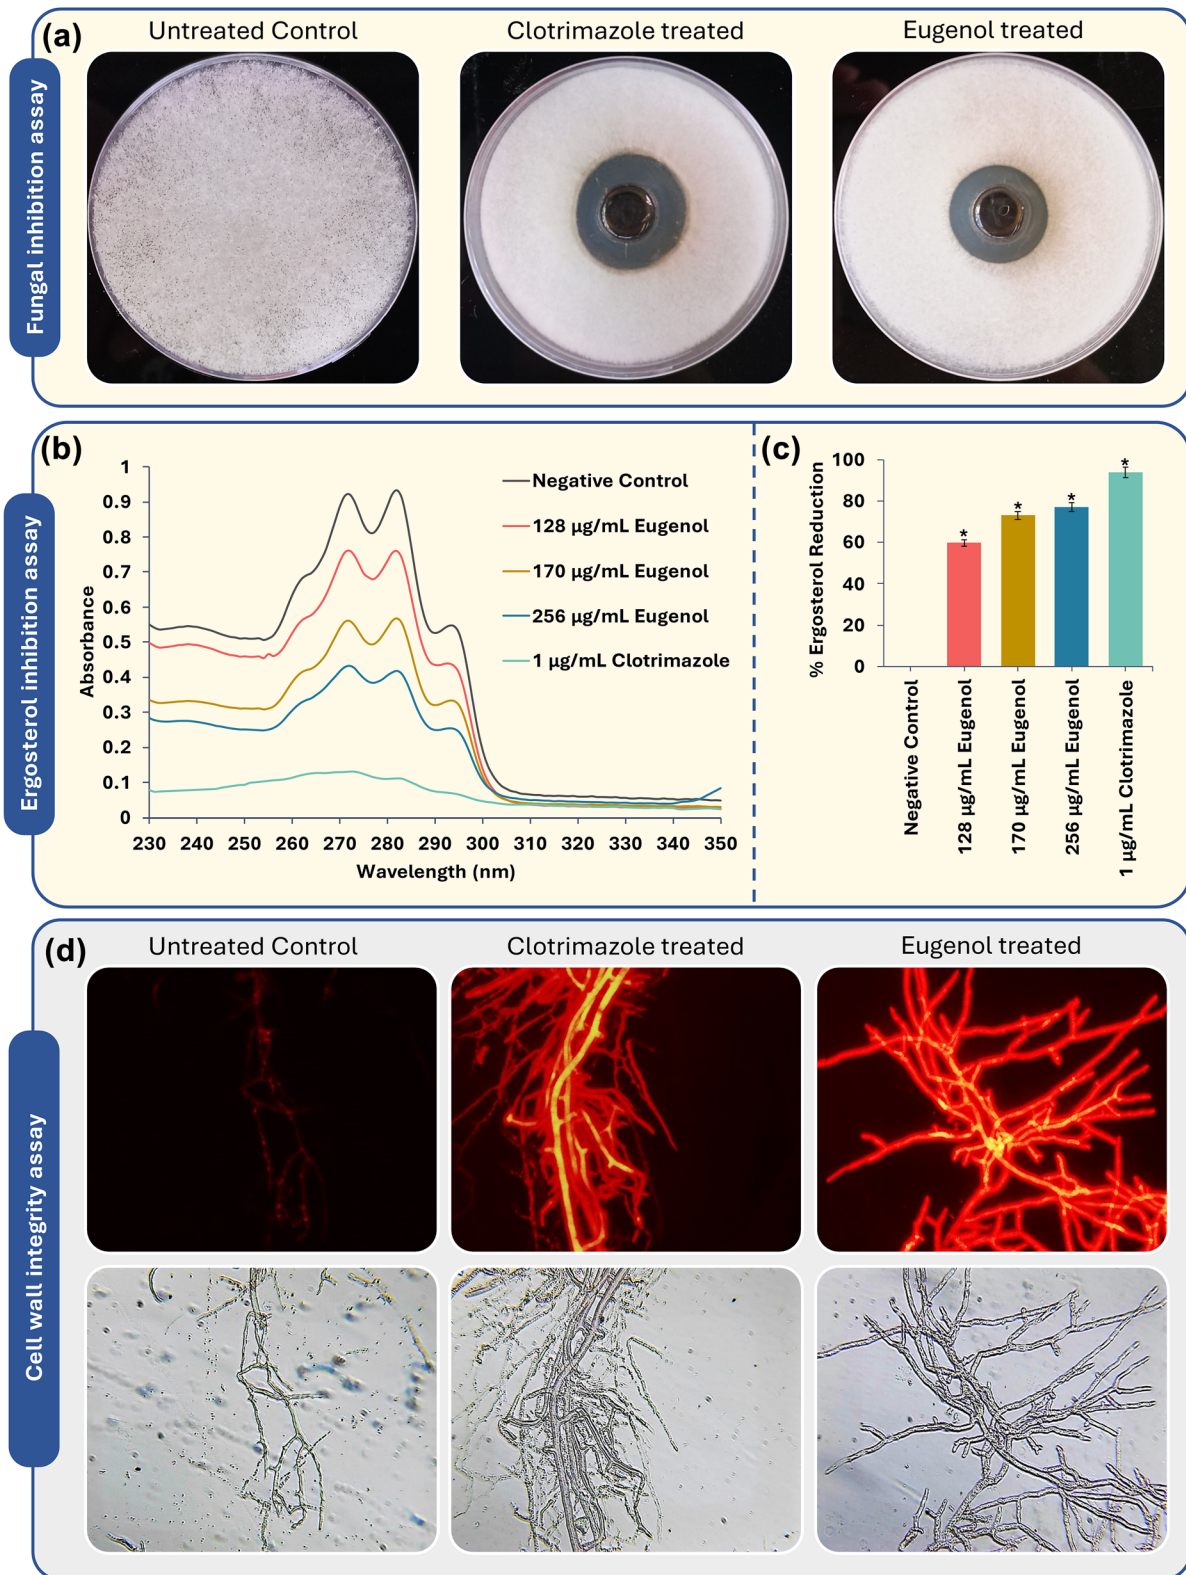 (a)
Untreated Control
Clotrimazole treated
Eugenol treated
Fungal inhibition assay
(b)
Ergosterol inhibition assay
Absorbance
1
0.9
0.8
0.7
0.6
0.5
0.4
0.3
0.2
0.1
0
230 240 250 260 270 280 290 300 310 320 330 340 350
Wavelength (nm)
Negative Control
128 µg/mL Eugenol
170 µg/mL Eugenol
256 µg/mL Eugenol
1 µg/mL Clotrimazole
(c)
% Ergosterol Reduction
100
80
60
40
20
0
* * * *
Negative Control
128 µg/mL Eugenol
170 µg/mL Eugenol
256 µg/mL Eugenol
1 µg/mL Clotrimazole
(d)
Untreated Control
Clotrimazole treated
Eugenol treated
Cell wall integrity assay